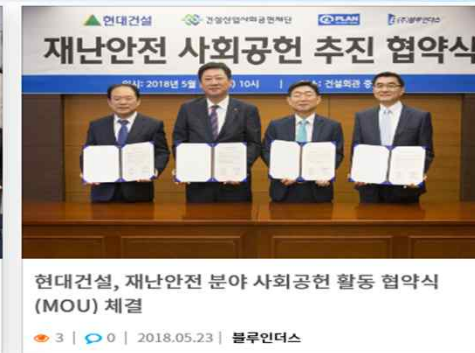 현대건설 건설산업사회공헌재단 PLAN (주)블루인더스
재난안전 사회공헌 추진 협약식
일시: 2018년 5월 10시 | 소: 건설회관 중
현대건설, 재난안전 분야 사회공헌 활동 협약식
(MOU) 체결
3 | 0 | 2018.05.23 | 블루인더스